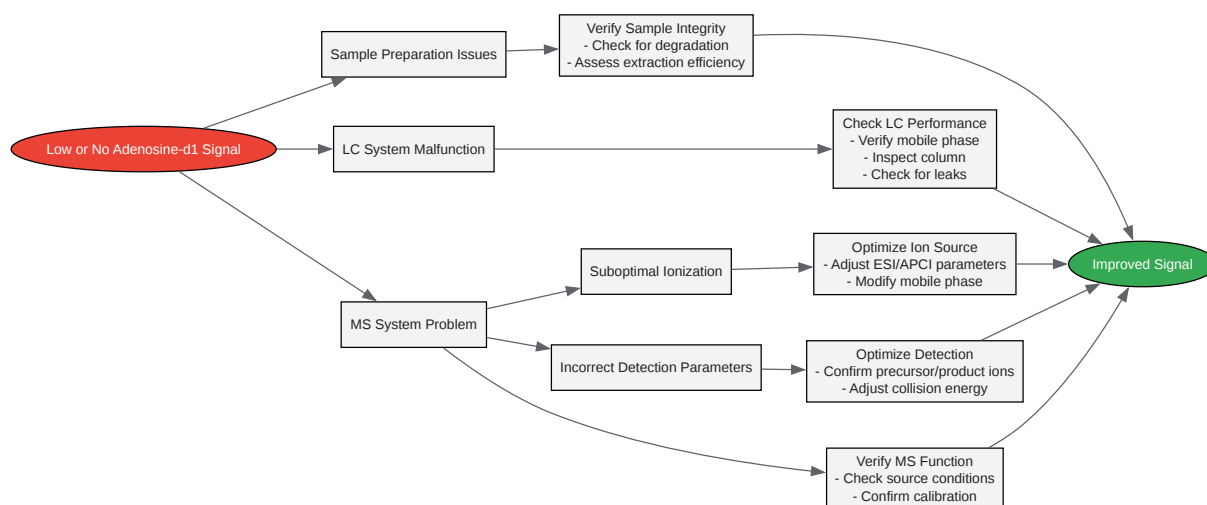 Low or No Adenosine-d1 Signal
Sample Preparation Issues
Verify Sample Integrity
- Check for degradation
- Assess extraction efficiency
LC System Malfunction
Check LC Performance
- Verify mobile phase
- Inspect column
- Check for leaks
MS System Problem
Suboptimal Ionization
Optimize Ion Source
- Adjust ESI/APCI parameters
- Modify mobile phase
Incorrect Detection Parameters
Optimize Detection
- Confirm precursor/product ions
- Adjust collision energy
Verify MS Function
- Check source conditions
- Confirm calibration
Improved Signal